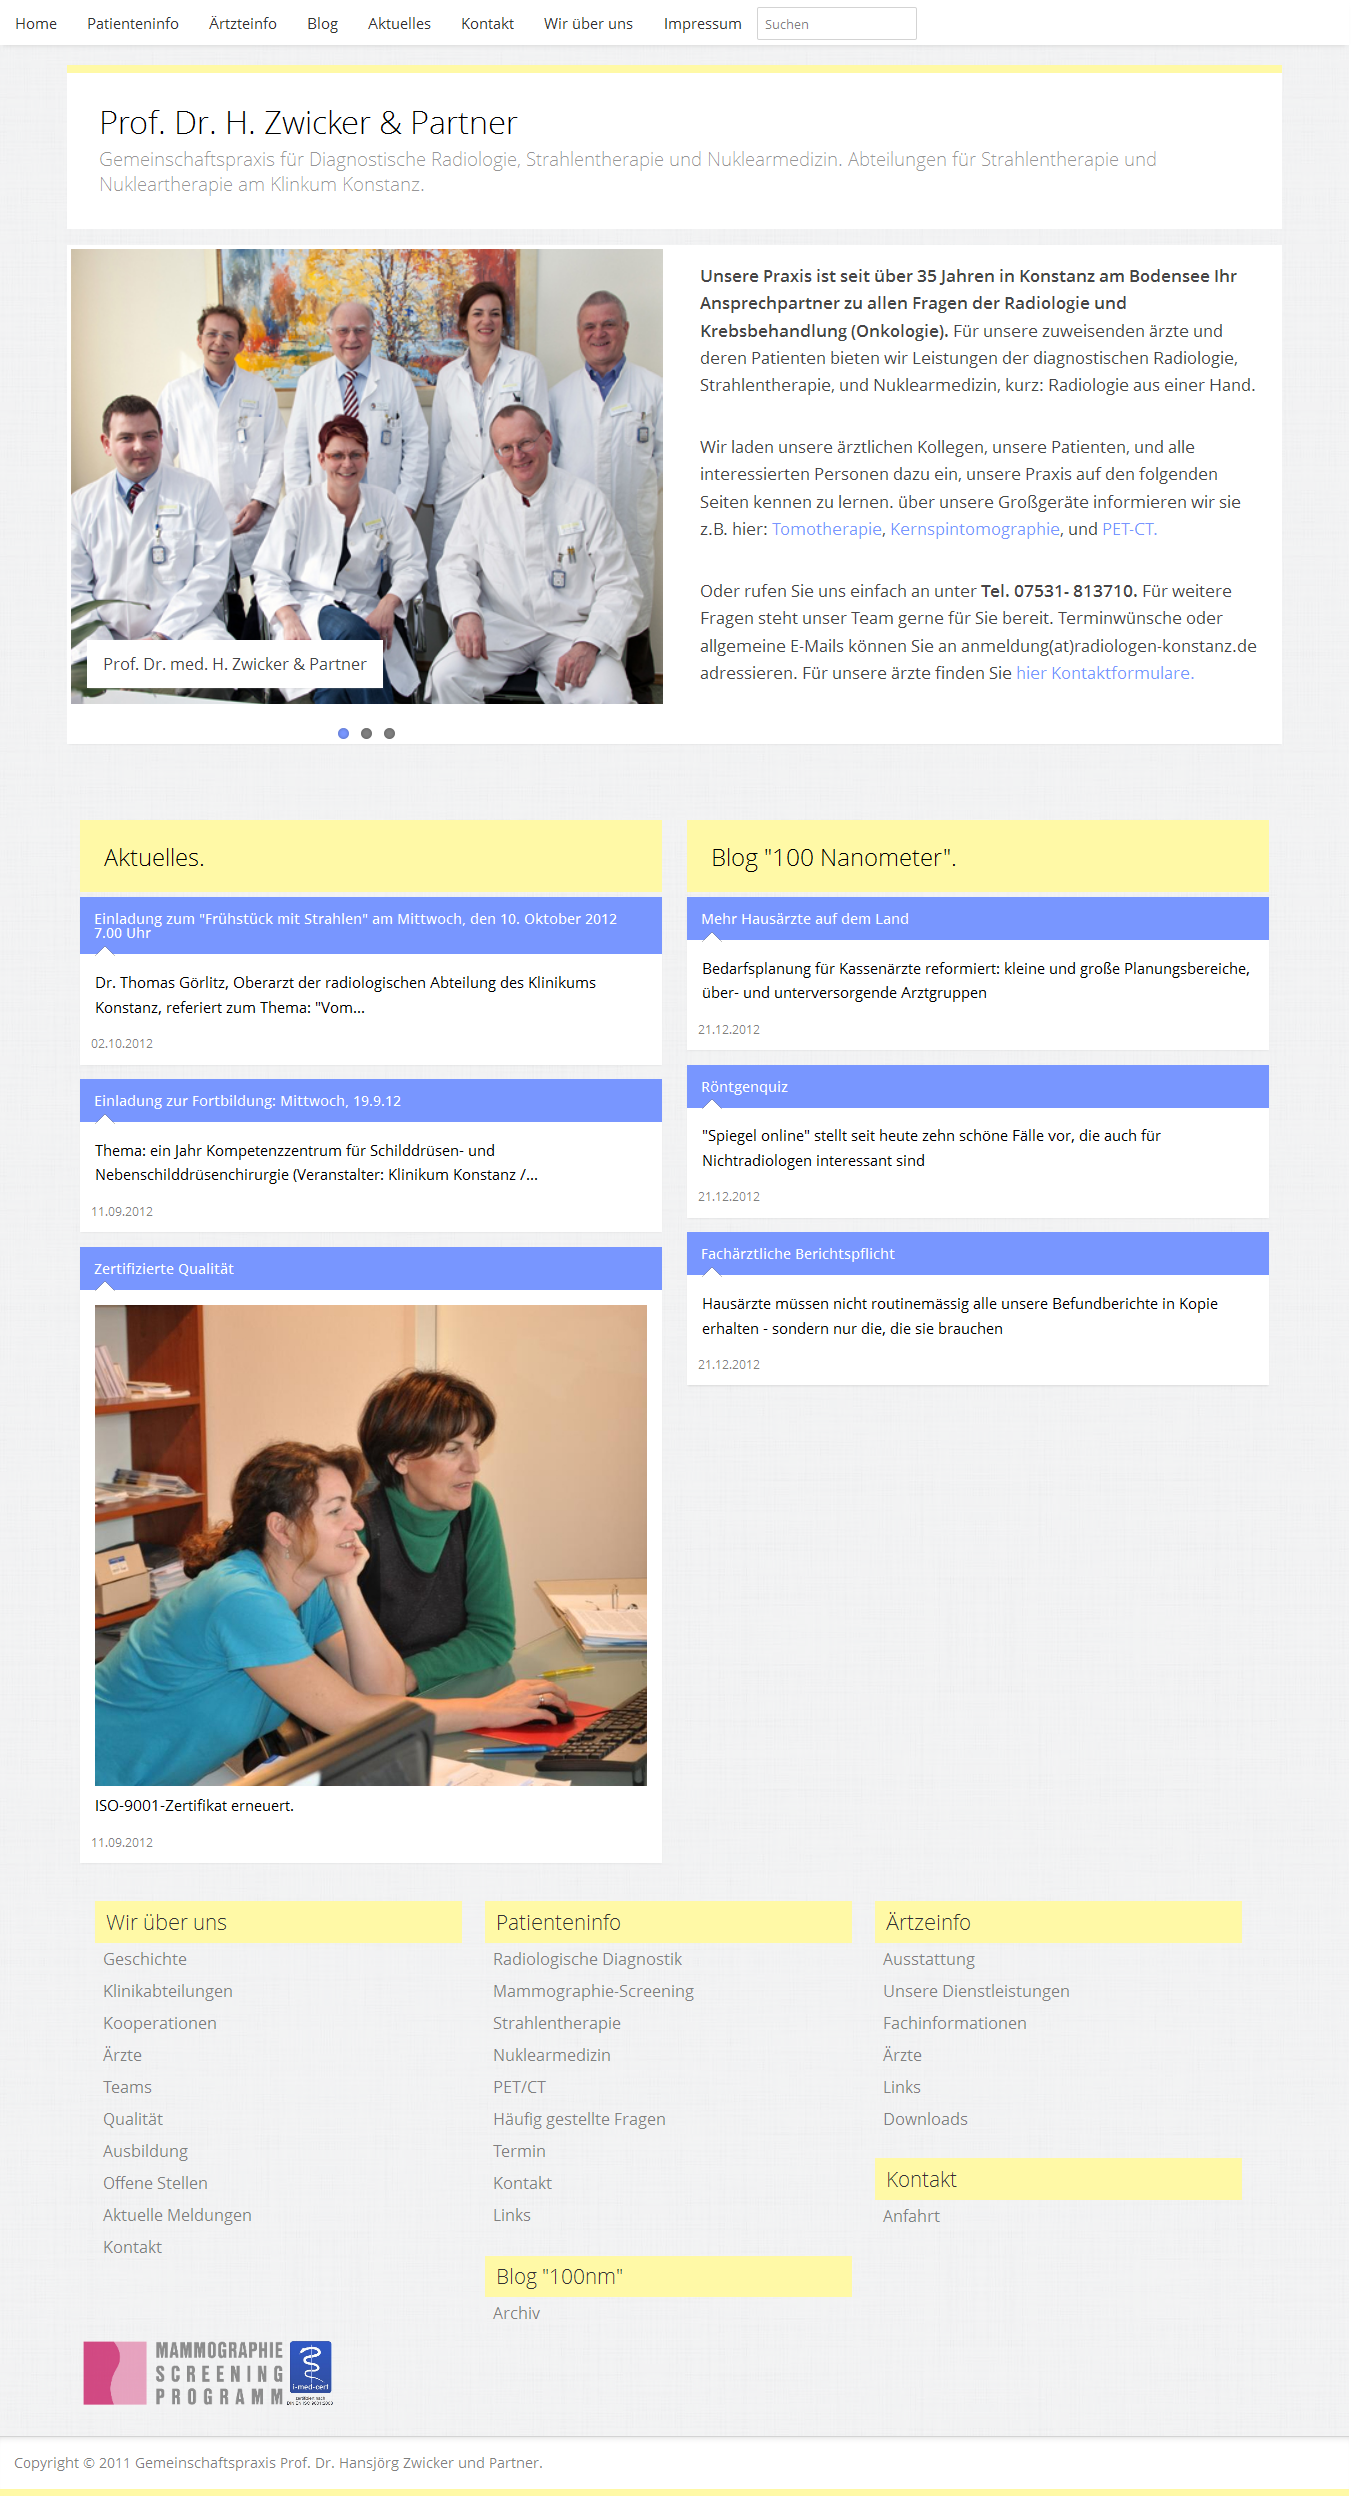 Home Patienteninfo Ärtzteinfo Blog Aktuelles Kontakt Wir über uns Impressum Suchen
Prof. Dr. H. Zwicker & Partner
Gemeinschaftspraxis für Diagnostische Radiologie, Strahlentherapie und Nuklearmedizin. Abteilungen für Strahlentherapie und
Nukleartherapie am Klinkum Konstanz.
Prof. Dr. med. H. Zwicker & Partner
Unsere Praxis ist seit über 35 Jahren in Konstanz am Bodensee Ihr
Ansprechpartner zu allen Fragen der Radiologie und
Krebsbehandlung (Onkologie). Für unsere zuweisenden ärzte und
deren Patienten bieten wir Leistungen der diagnostischen Radiologie,
Strahlentherapie, und Nuklearmedizin, kurz: Radiologie aus einer Hand.
Wir laden unsere ärztlichen Kollegen, unsere Patienten, und alle
interessierten Personen dazu ein, unsere Praxis auf den folgenden
Seiten kennen zu lernen. über unsere Großgeräte informieren wir sie
z.B. hier: Tomotherapie, Kernspintomographie, und PET-CT.
Oder rufen Sie uns einfach an unter Tel. 07531- 813710. Für weitere
Fragen steht unser Team gerne für Sie bereit. Terminwünsche oder
allgemeine E-Mails können Sie an anmeldung(at)radiologen-konstanz.de
adressieren. Für unsere ärzte finden Sie hier Kontaktformulare.
Aktuelles.
Einladung zum "Frühstück mit Strahlen" am Mittwoch, den 10. Oktober 2012
7.00 Uhr
Dr. Thomas Görlitz, Oberarzt der radiologischen Abteilung des Klinikums
Konstanz, referiert zum Thema: "Vom...
02.10.2012
Einladung zur Fortbildung: Mittwoch, 19.9.12
Thema: ein Jahr Kompetenzzentrum für Schilddrüsen- und
Nebenschilddrüsenchirurgie (Veranstalter: Klinikum Konstanz /...
11.09.2012
Zertifizierte Qualität
ISO-9001-Zertifikat erneuert.
11.09.2012
Blog "100 Nanometer".
Mehr Hausärzte auf dem Land
Bedarfsplanung für Kassenärzte reformiert: kleine und große Planungsbereiche,
über- und unterversorgende Arztgruppen
21.12.2012
Röntgenquiz
"Spiegel online" stellt seit heute zehn schöne Fälle vor, die auch für
Nichtradiologen interessant sind
21.12.2012
Fachärztliche Berichtspflicht
Hausärzte müssen nicht routinemässig alle unsere Befundberichte in Kopie
erhalten - sondern nur die, die sie brauchen
21.12.2012
Wir über uns
Geschichte
Klinikabteilungen
Kooperationen
Ärzte
Teams
Qualität
Ausbildung
Offene Stellen
Aktuelle Meldungen
Kontakt
Patienteninfo
Radiologische Diagnostik
Mammographie-Screening
Strahlentherapie
Nuklearmedizin
PET/CT
Häufig gestellte Fragen
Termin
Kontakt
Links
Blog "100nm"
Archiv
Ärtzeinfo
Ausstattung
Unsere Dienstleistungen
Fachinformationen
Ärzte
Links
Downloads
Kontakt
Anfahrt
MAMMOGRAPHIE
SCREENING
PROGRAMM
i-med-cert
Copyright © 2011 Gemeinschaftspraxis Prof. Dr. Hansjörg Zwicker und Partner.